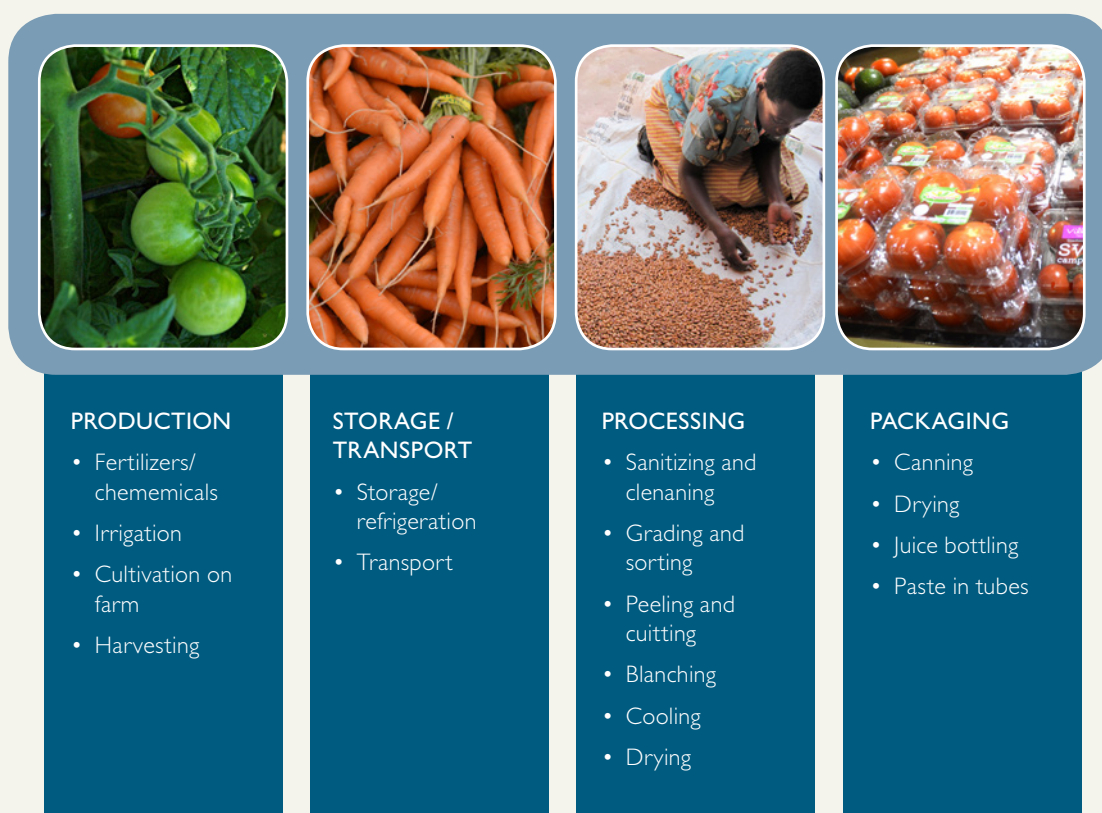 PRODUCTION
• Fertilizers/
chememicals
• Irrigation
• Cultivation on
farm
• Harvesting
STORAGE /
TRANSPORT
• Storage/
refrigeration
• Transport
PROCESSING
• Sanitizing and
clenaning
• Grading and
sorting
• Peeling and
cuitting
• Blanching
• Cooling
• Drying
PACKAGING
• Canning
• Drying
• Juice bottling
• Paste in tubes